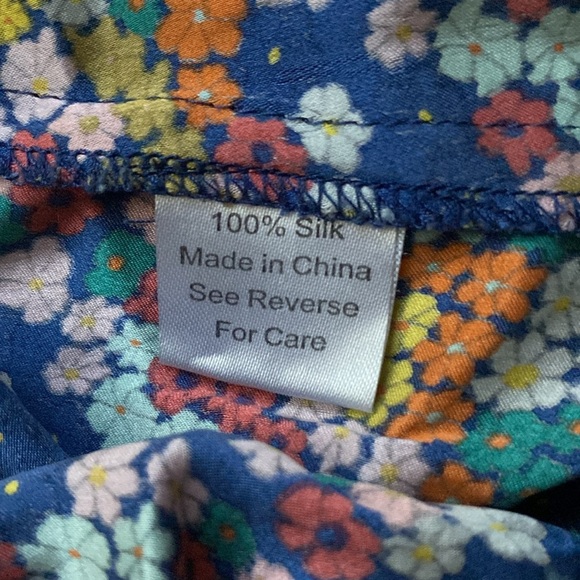 100% Silk
Made in China
See Reverse
For Care